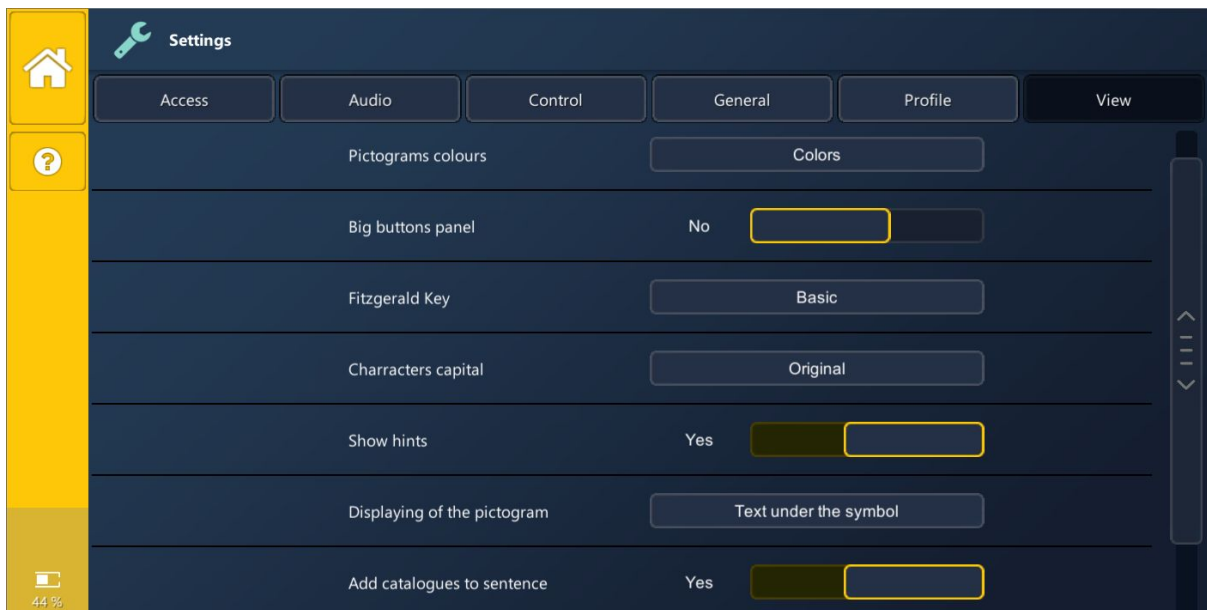 Settings
Access Audio Control General Profile View
?
Pictograms colours Colors
Big buttons panel No
Fitzgerald Key Basic
Charracters capital Original
Show hints Yes
Displaying of the pictogram Text under the symbol
Add catalogues to sentence Yes
44 %